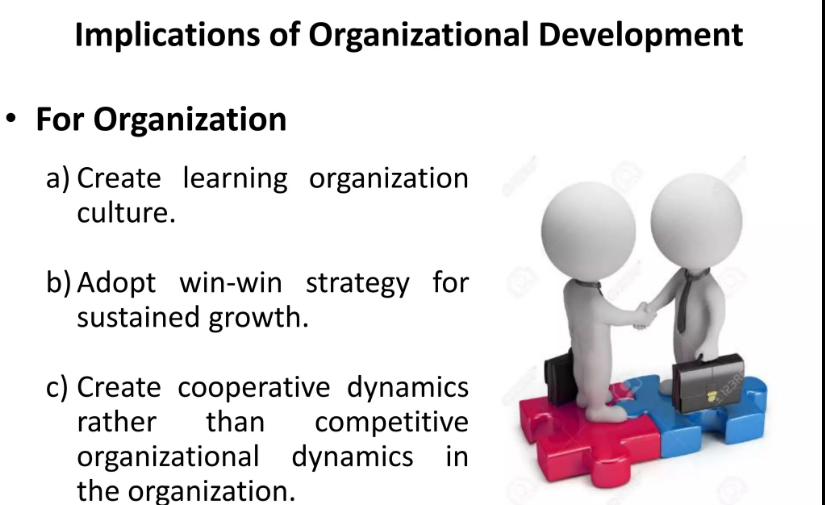 Implications of Organizational Development
• For Organization
a) Create learning organization
culture.
b) Adopt win-win strategy for
sustained growth.
c) Create cooperative dynamics
rather than competitive
organizational dynamics in
the organization.